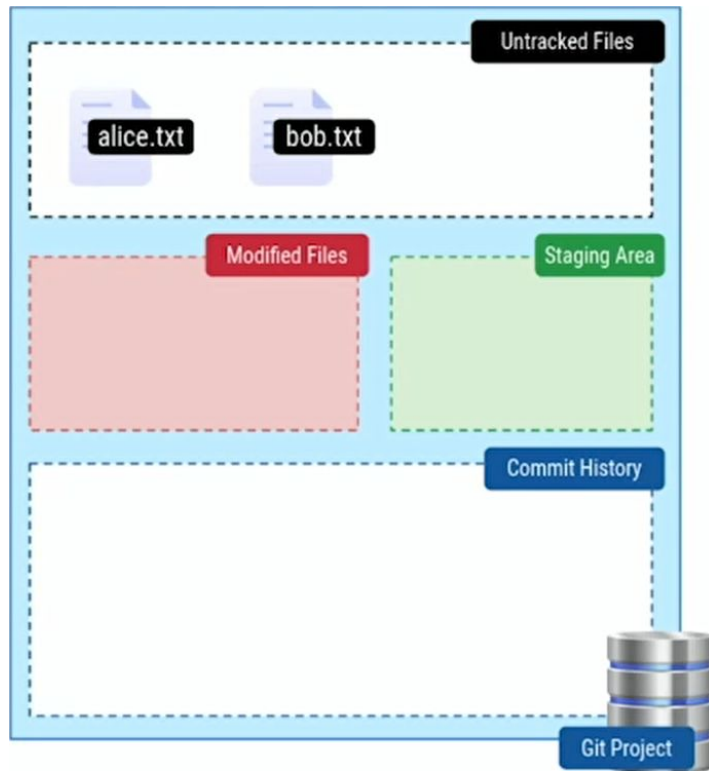 Untracked Files
alice.txt
bob.txt
Modified Files
Staging Area
Commit History
Git Project